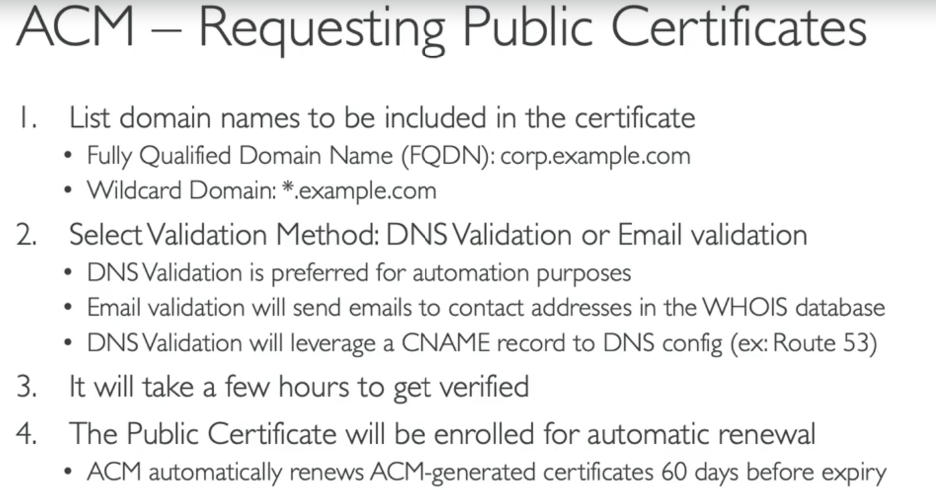 ACM – Requesting Public Certificates
1. List domain names to be included in the certificate
• Fully Qualified Domain Name (FQDN): corp.example.com
• Wildcard Domain: *.example.com
2. Select Validation Method: DNS Validation or Email validation
• DNS Validation is preferred for automation purposes
• Email validation will send emails to contact addresses in the WHOIS database
• DNS Validation will leverage a CNAME record to DNS config (ex: Route 53)
3. It will take a few hours to get verified
4. The Public Certificate will be enrolled for automatic renewal
• ACM automatically renews ACM-generated certificates 60 days before expiry